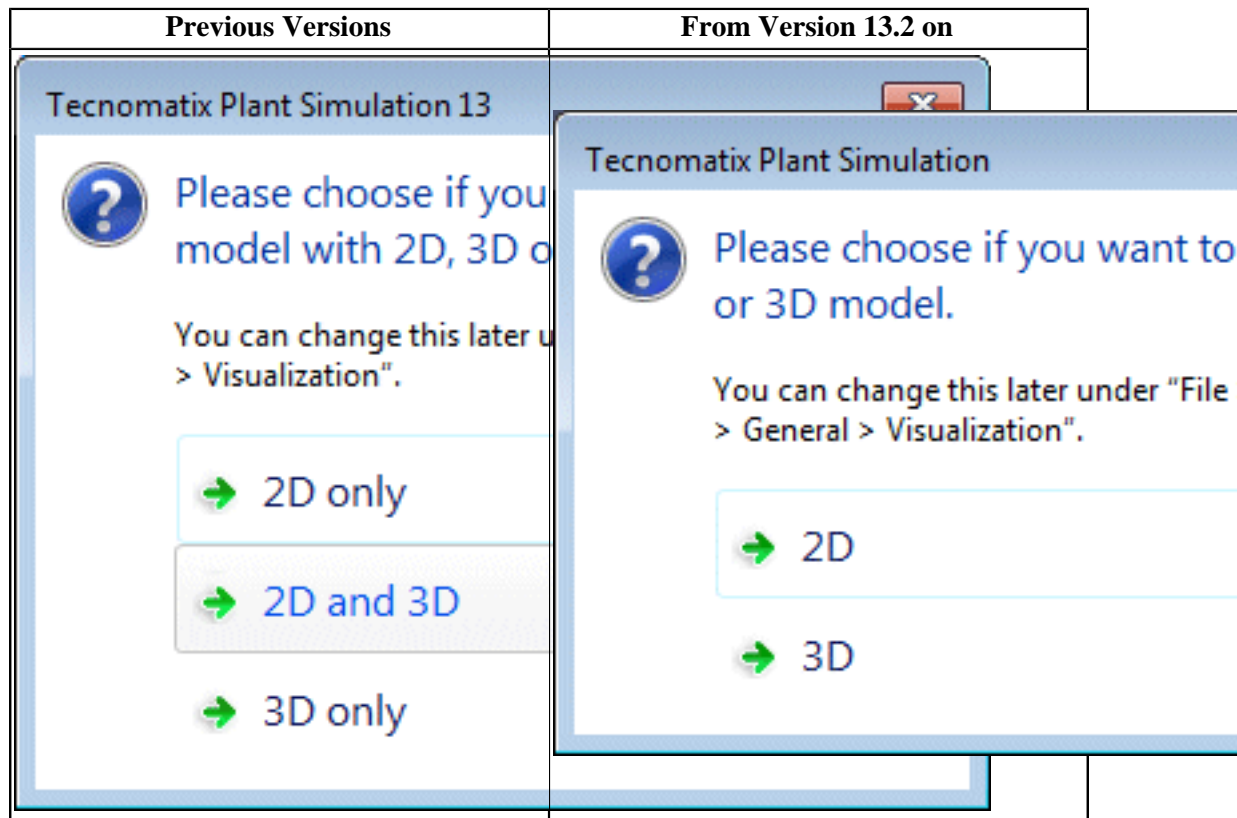 Previous Versions
From Version 13.2 on
Tecnomatix Plant Simulation 13
Please choose if you
model with 2D, 3D o
You can change this later u
> Visualization".
2D only
2D and 3D
3D only
Tecnomatix Plant Simulation
Please choose if you want to
or 3D model.
You can change this later under "File
> General > Visualization".
2D
3D